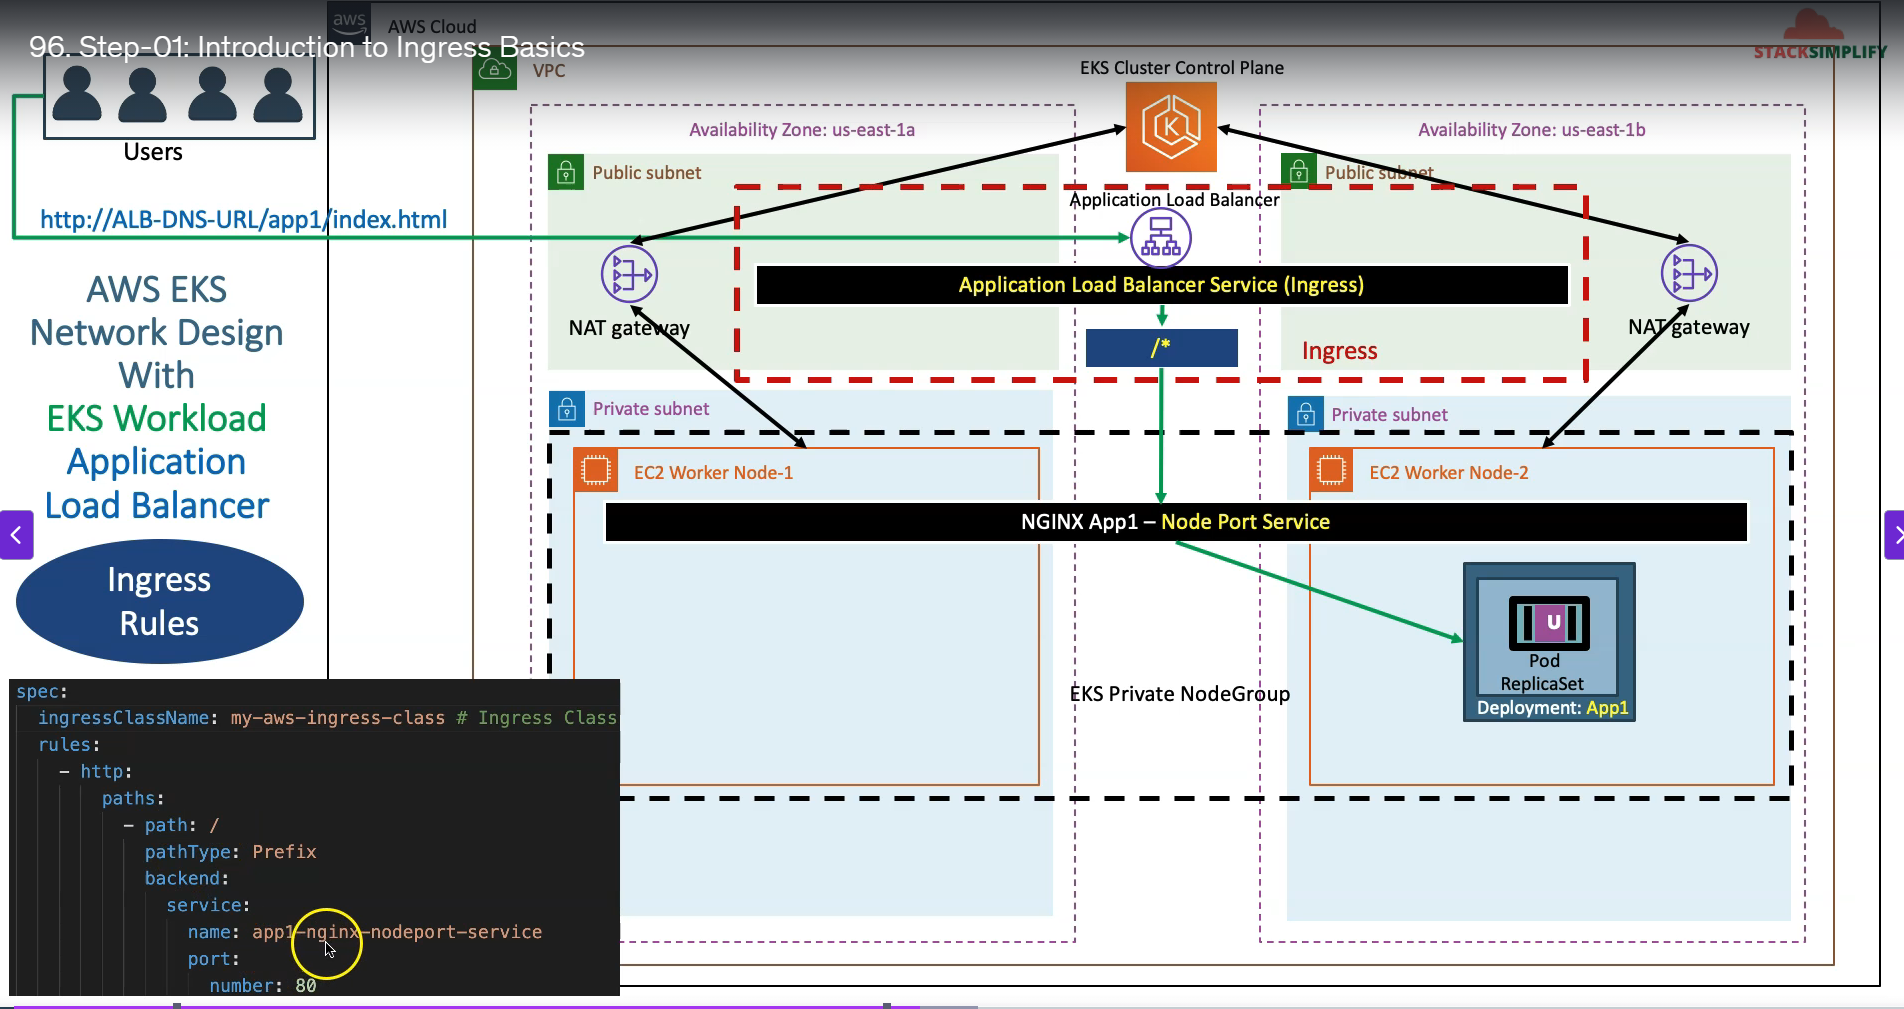 aws
AWS Cloud
96. Step-01: Introduction to Ingress Basics
STACKSIMPLIFY
VPC
EKS Cluster Control Plane
Users
Availability Zone: us-east-1a
Availability Zone: us-east-1b
Public subnet
Public subnet
Application Load Balancer
http://ALB-DNS-URL/app1/index.html
Application Load Balancer Service (Ingress)
NAT gateway
NAT gateway
/*
Ingress
AWS EKS
Network Design
With
EKS Workload
Application
Load Balancer
Private subnet
Private subnet
EC2 Worker Node-1
EC2 Worker Node-2
NGINX App1 – Node Port Service
Ingress
Rules
U
Pod
ReplicaSet
Deployment: App1
EKS Private NodeGroup
spec:
ingressClassName: my-aws-ingress-class # Ingress Class
rules:
- http:
paths:
- path: /
pathType: Prefix
backend:
service:
name: app1-nginx-nodeport-service
port:
number: 80